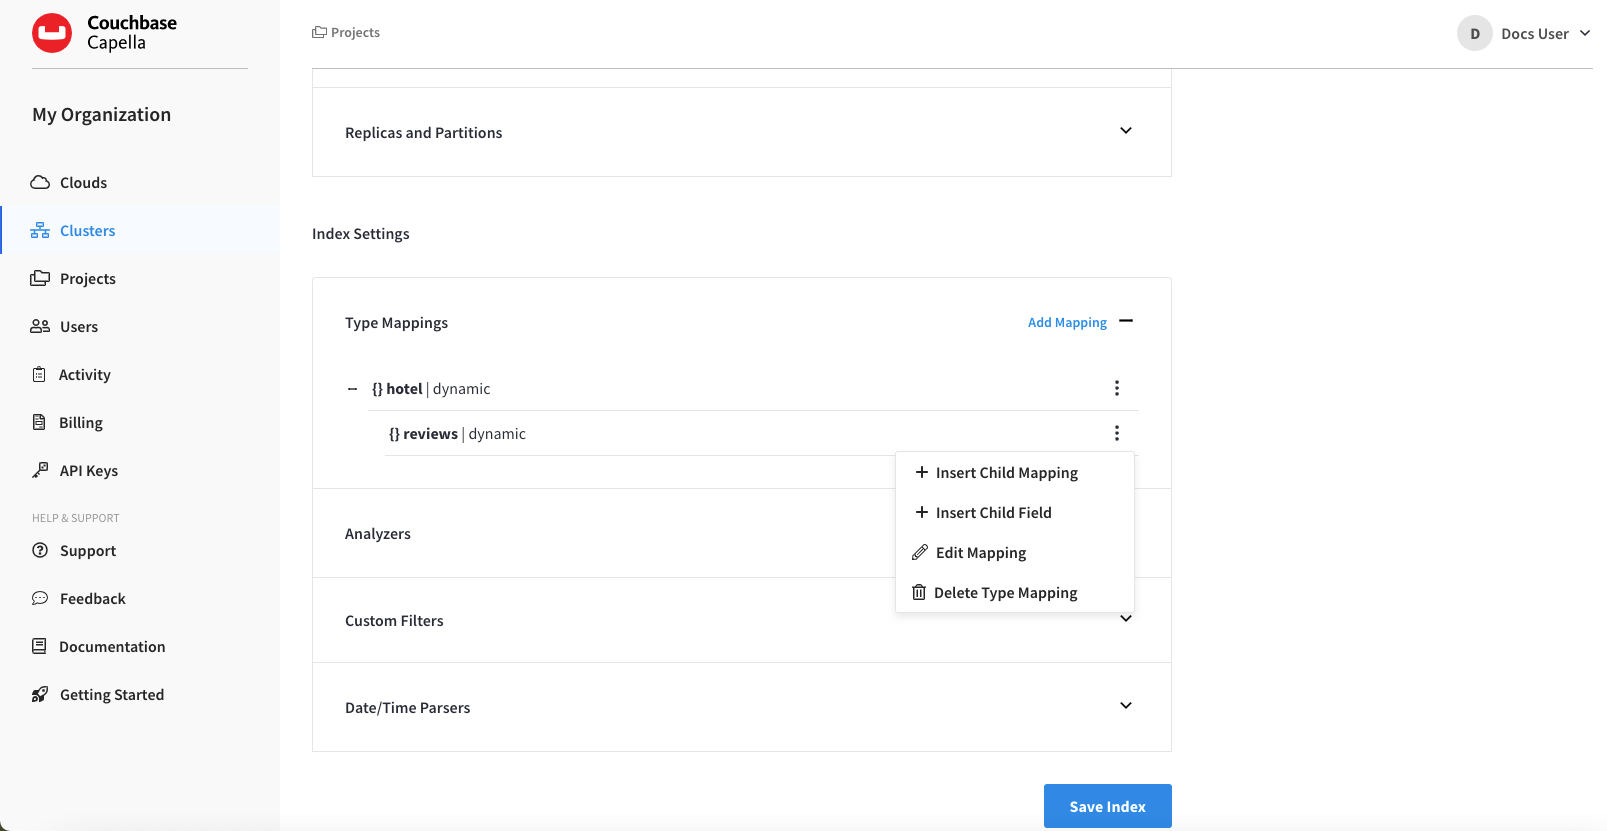 Couchbase
Capella
My Organization
Clouds
Clusters
Projects
Users
Activity
Billing
API Keys
HELP & SUPPORT
Support
Feedback
Documentation
Getting Started
Projects
D Docs User
Replicas and Partitions
Index Settings
Type Mappings Add Mapping
{} hotel | dynamic
{} reviews | dynamic
Insert Child Mapping
Insert Child Field
Edit Mapping
Delete Type Mapping
Analyzers
Custom Filters
Date/Time Parsers
Save Index